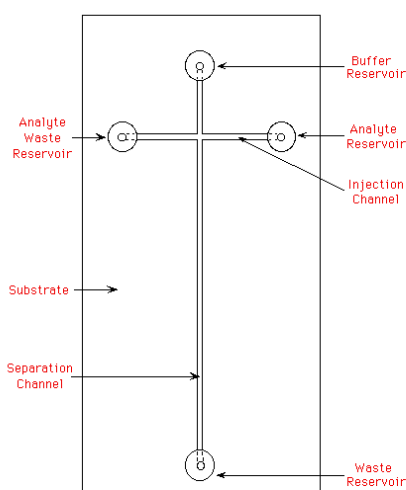 Buffer
Reservoir
Analyte
Waste
Reservoir
Analyte
Reservoir
Injection
Channel
Substrate
Separation
Channel
Waste
Reservoir